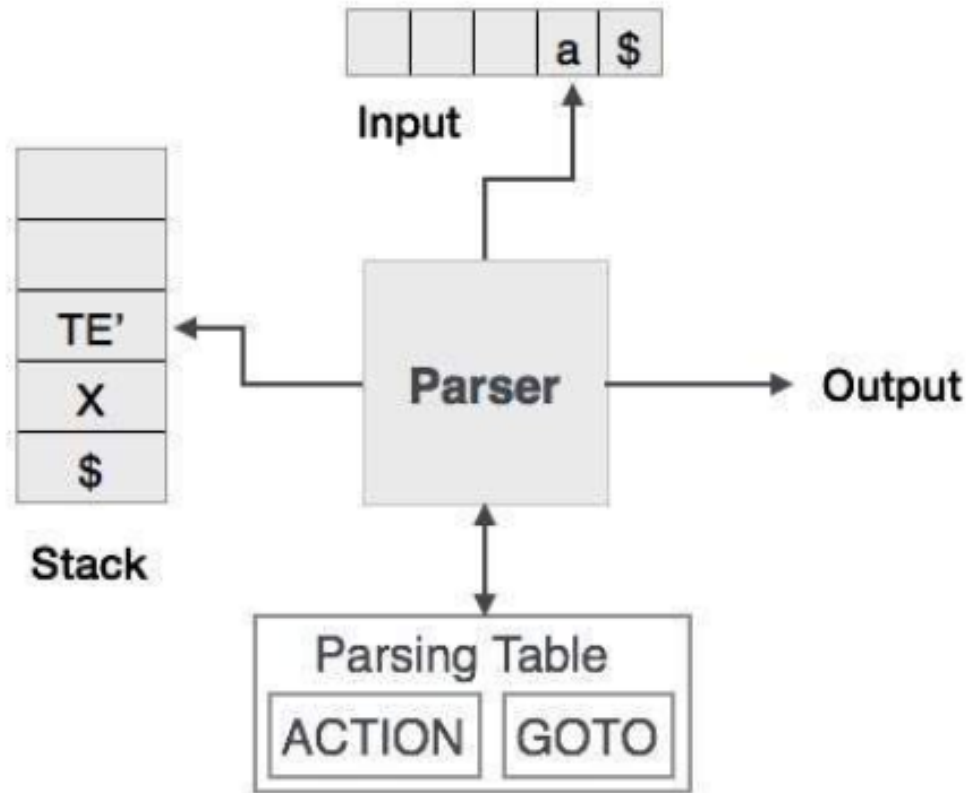 a $
Input
TE’
X
$
Stack
Parser
Output
Parsing Table
ACTION GOTO